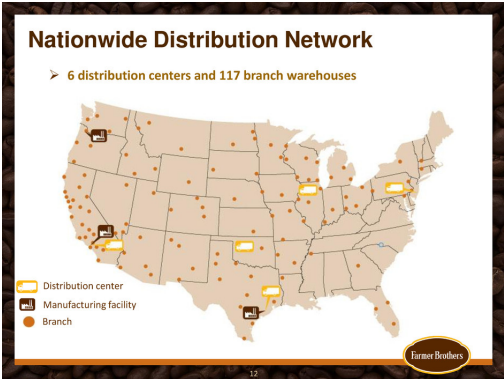 Nationwide Distribution Network
➢ 6 distribution centers and 117 branch warehouses
Distribution center
Manufacturing facility
Branch
Farmer Brothers
12